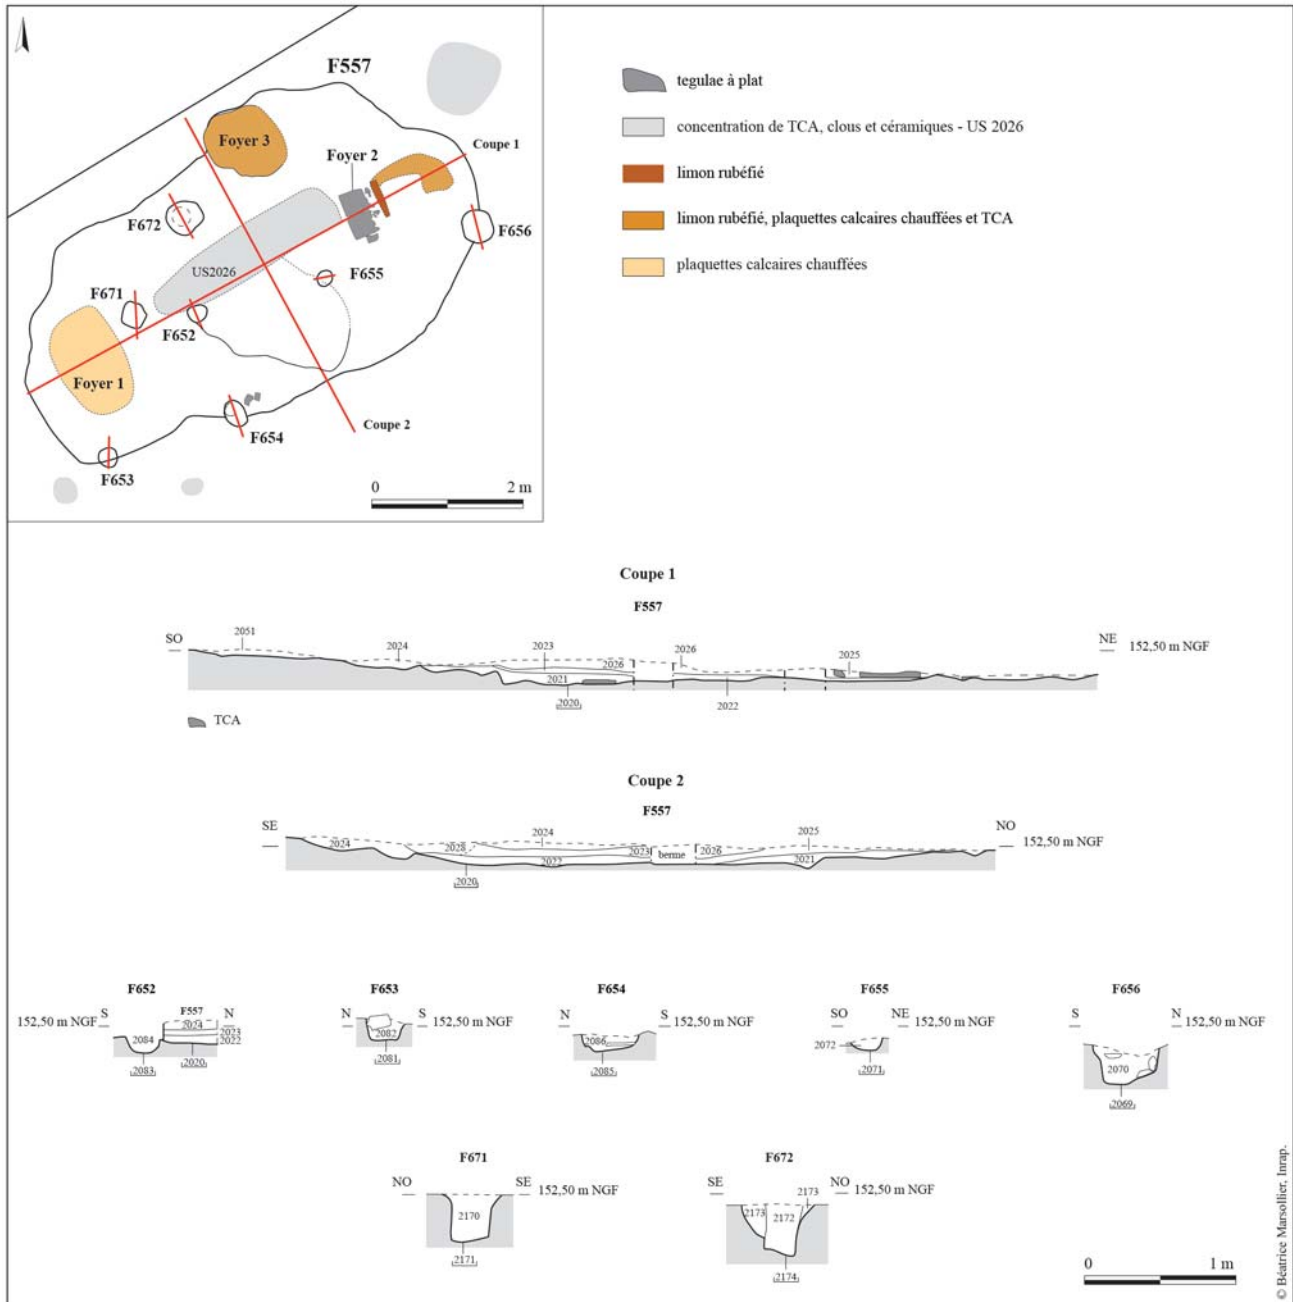 F557
Foyer 3
Coupe 1
Foyer 2
F672
F656
US2026
F655
F671
F652
Foyer 1
Coupe 2
F654
F653
0 2 m
tegulae à plat
concentration de TCA, clous et céramiques - US 2026
limon rubéfié
limon rubéfié, plaquettes calcaires chauffées et TCA
plaquettes calcaires chauffées
Coupe 1
F557
SO 2051 2024 2023 2026 2026 2025 NE 152,50 m NGF
2021
2020 2022
TCA
Coupe 2
F557
SE 2024 2025 NO
2024 2028 2023 berme 2026 152,50 m NGF
2022 2021
2020
F652 F653 F654 F655 F656
152,50 m NGF S F557 N
2024
2084 2023
2022
2083 2020
N S 152,50 m NGF
2082
2081
N S 152,50 m NGF
2086
2085
SO NE 152,50 m NGF
2072
2071
S N 152,50 m NGF
2070
2069
F671 F672
NO SE 152,50 m NGF
2170
2171
SE 2173 NO 152,50 m NGF
2173 2172
2174
0 1 m
© Béatrice Marsollier, Inrap.